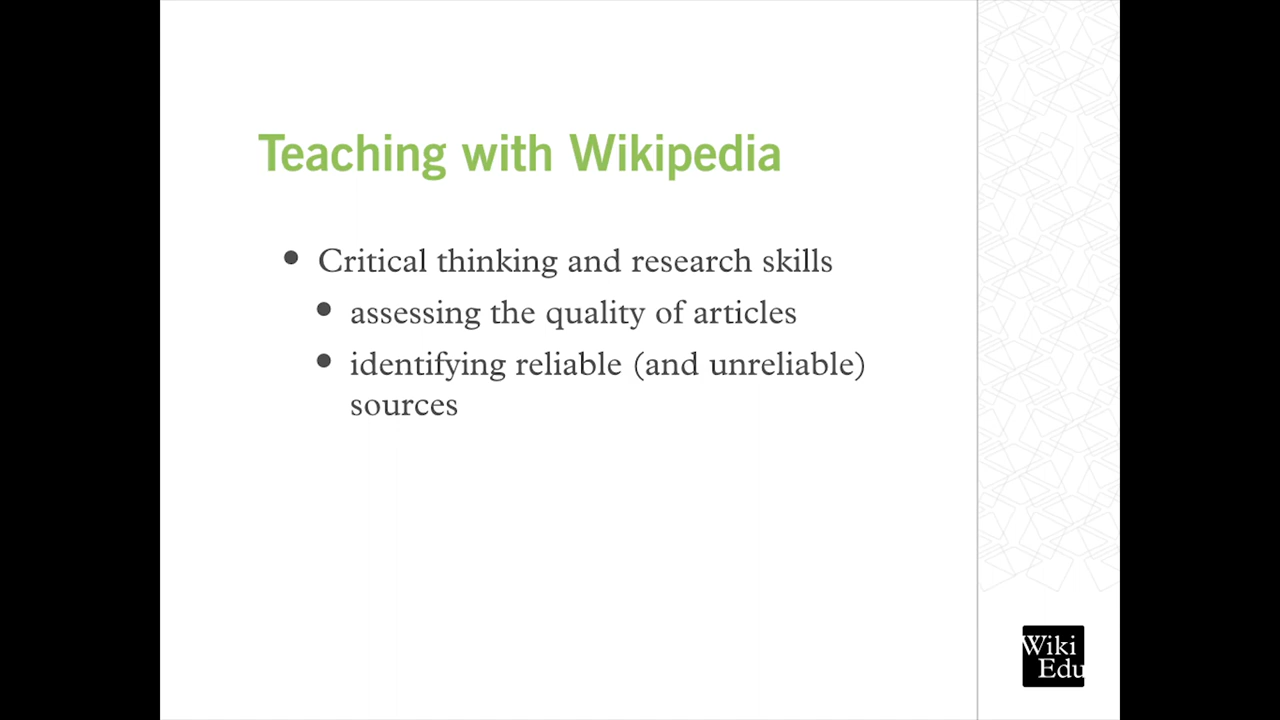 Teaching with Wikipedia
• Critical thinking and research skills
• assessing the quality of articles
• identifying reliable (and unreliable)
sources
Wiki
Edu